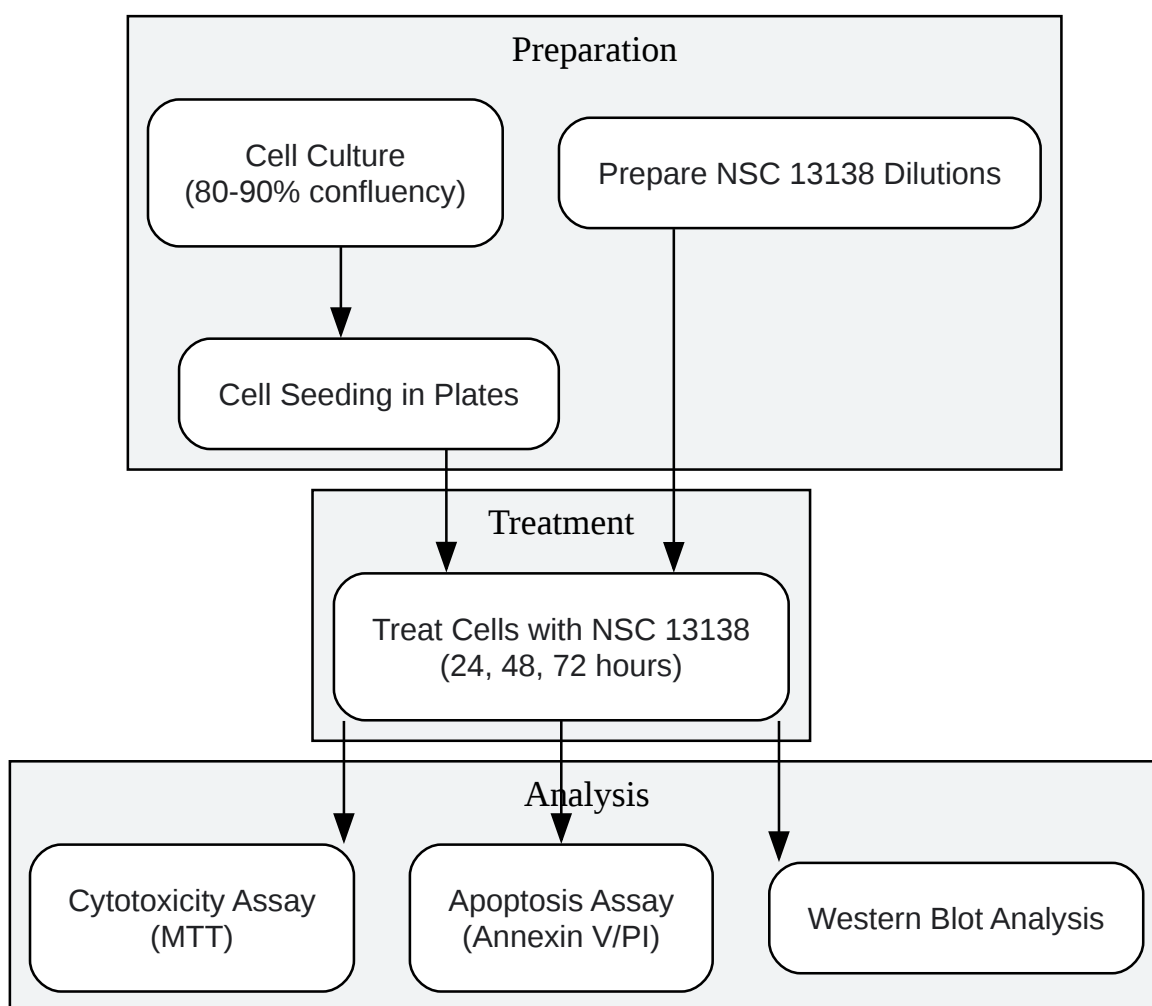 Preparation
Cell Culture
(80-90% confluency)
Prepare NSC 13138 Dilutions
Cell Seeding in Plates
Treatment
Treat Cells with NSC 13138
(24, 48, 72 hours)
Analysis
Cytotoxicity Assay
(MTT)
Apoptosis Assay
(Annexin V/PI)
Western Blot Analysis